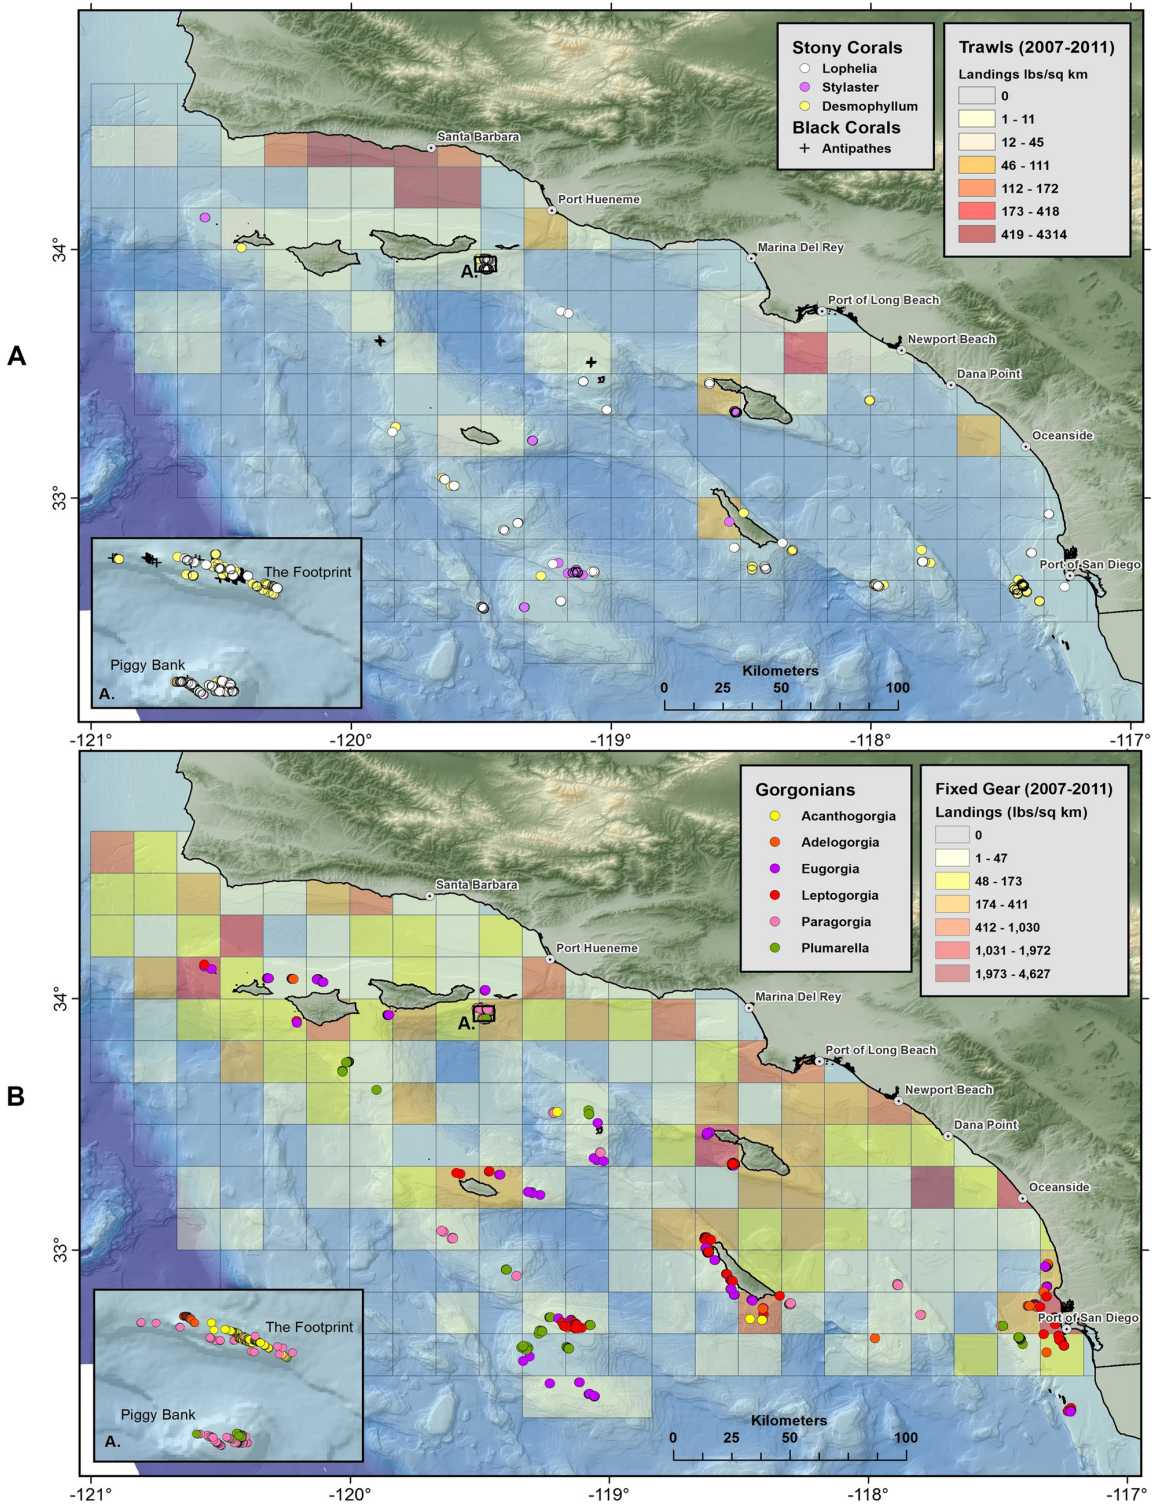 A
Stony Corals
Lophelia
Stylaster
Desmophyllum
Black Corals
Antipathes
Trawls (2007-2011)
Landings lbs/sq km
0
1 - 11
12 - 45
46 - 111
112 - 172
173 - 418
419 - 4314
Santa Barbara
Port Hueneme
Marina Del Rey
Port of Long Beach
Newport Beach
Dana Point
Oceanside
Port of San Diego
A.
34°
33°
The Footprint
Piggy Bank
A.
Kilometers
0 25 50 100
-121° -120° -119° -118° -117°
B
Gorgonians
Acanthogorgia
Adelogorgia
Eugorgia
Leptogorgia
Paragorgia
Plumarella
Fixed Gear (2007-2011)
Landings (lbs/sq km)
0
1 - 47
48 - 173
174 - 411
412 - 1,030
1,031 - 1,972
1,973 - 4,627
Santa Barbara
Port Hueneme
Marina Del Rey
Port of Long Beach
Newport Beach
Dana Point
Oceanside
Port of San Diego
A.
34°
33°
The Footprint
Piggy Bank
A.
Kilometers
0 25 50 100
-121° -120° -119° -118° -117°